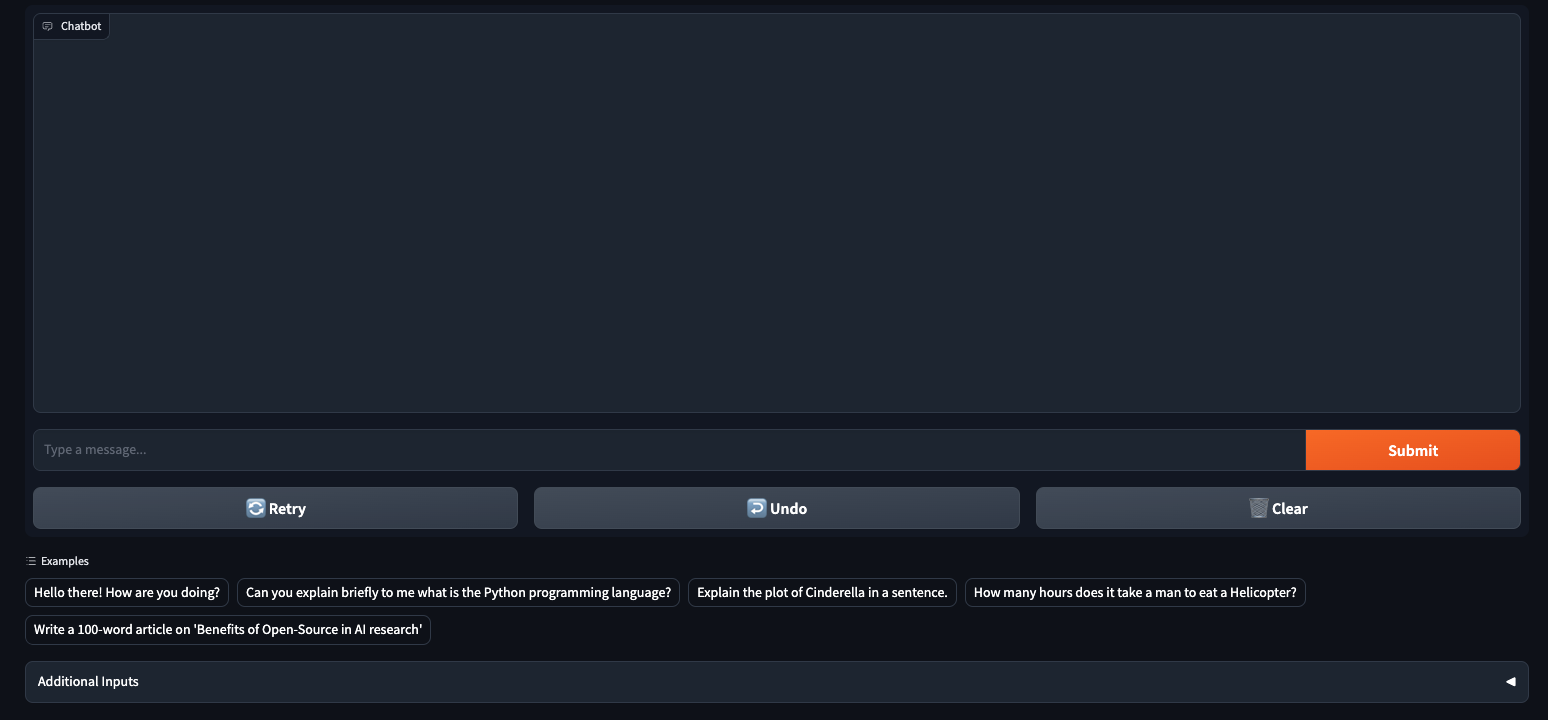 Chatbot
Type a message...
Submit
Retry
Undo
Clear
Examples
Hello there! How are you doing?
Can you explain briefly to me what is the Python programming language?
Explain the plot of Cinderella in a sentence.
How many hours does it take a man to eat a Helicopter?
Write a 100-word article on 'Benefits of Open-Source in AI research'
Additional Inputs